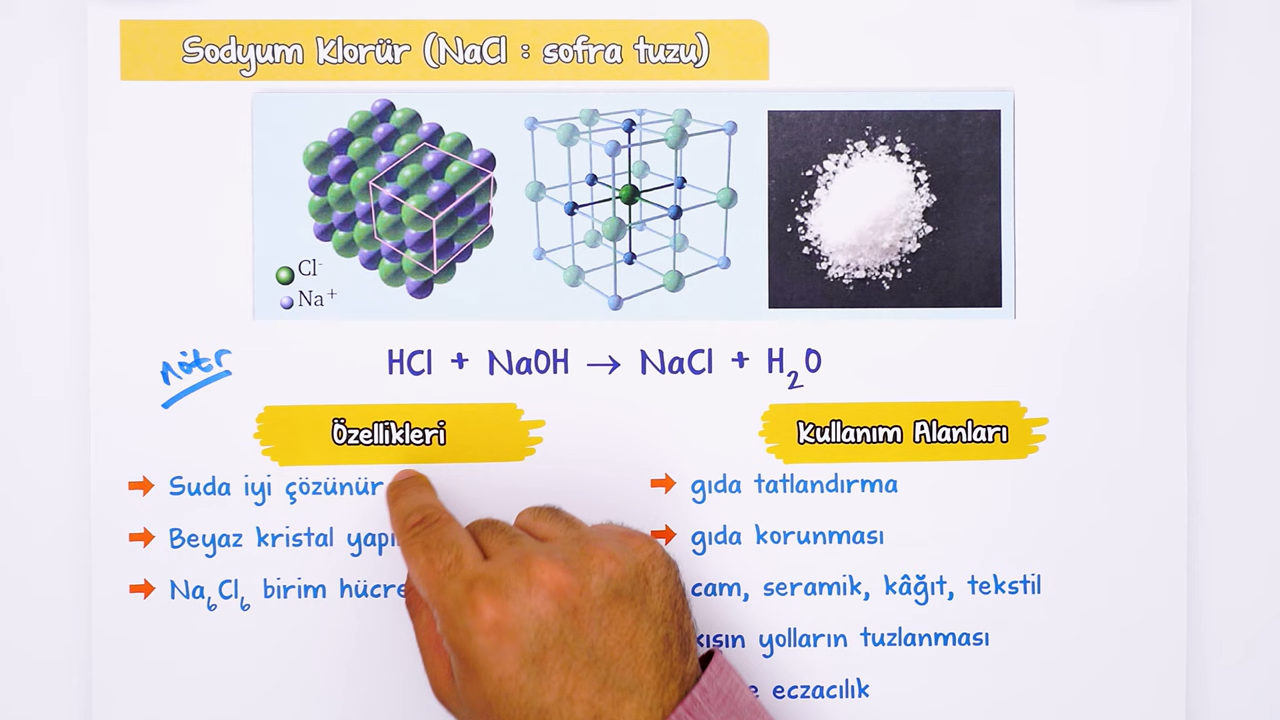 Sodyum Klorür (NaCl : sofra tuzu)
Cl⁻
Na⁺
nötr
HCl + NaOH → NaCl + H₂O
Özellikleri
Suda iyi çözünür
Beyaz kristal
Na₆Cl₆ birim
Kullanım Alanları
gıda tatlandırma
gıda korunması
cam, seramik, kâğıt, tekstil
yolların tuzlanması
eczacılık